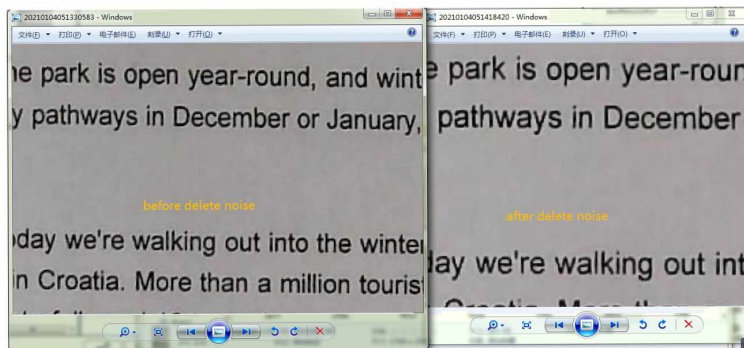 20210104051330583 - Windows
文件(F) 打印(P) 电子邮件(E) 刻录(U) 打开(O)
he park is open year-round, and wint
y pathways in December or January,
before delete noise
oday we're walking out into the winter
in Croatia. More than a million tourist
20210104051418420 - Windows
文件(F) 打印(P) 电子邮件(E) 刻录(U) 打开(O)
e park is open year-roun
pathways in December
after delete noise
day we're walking out int